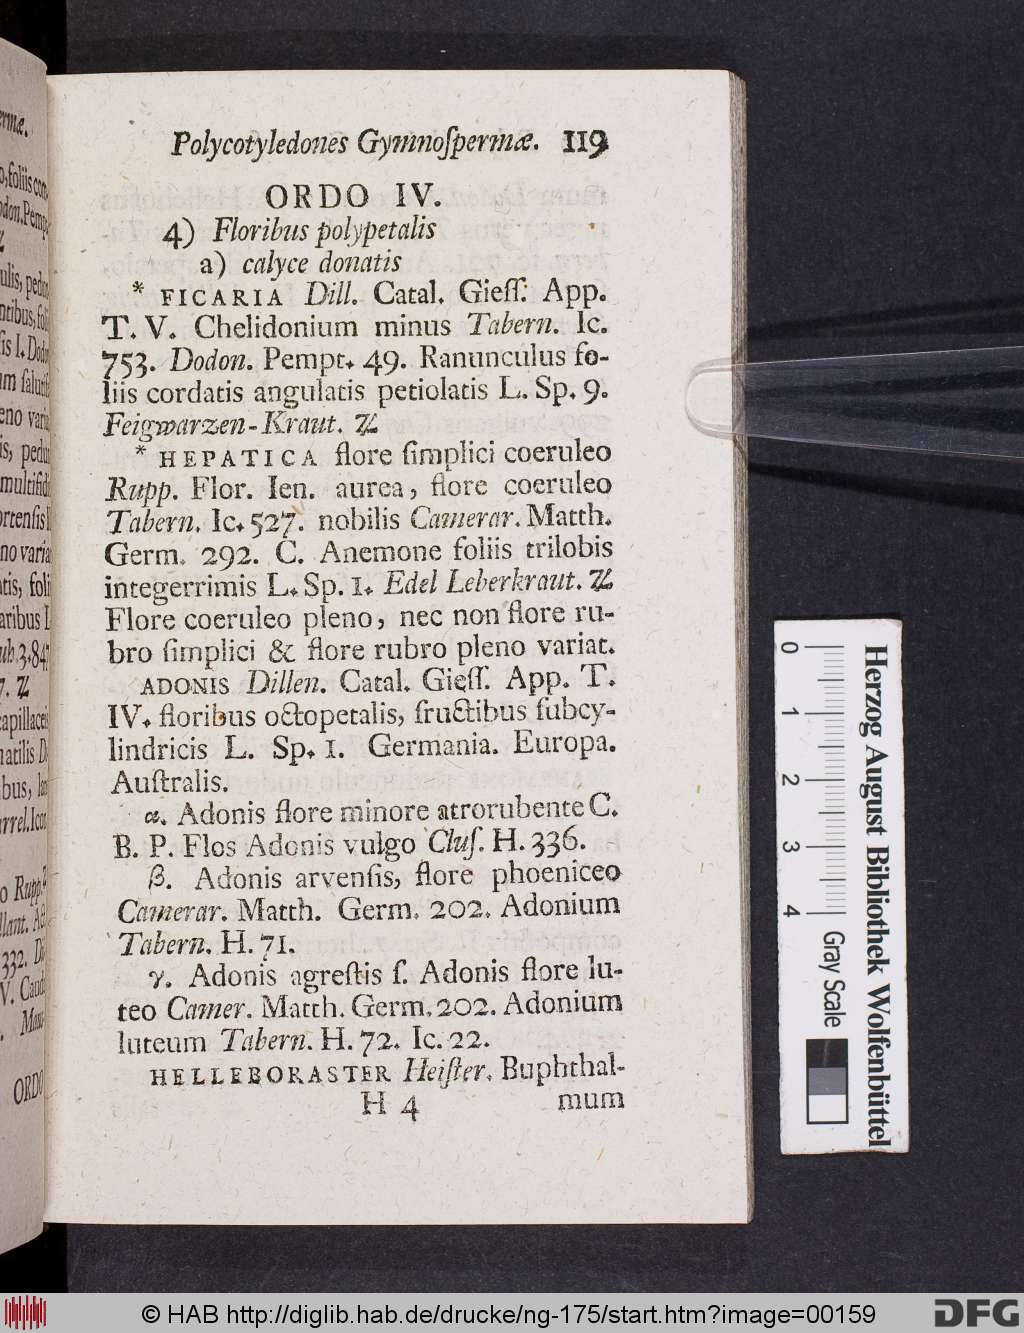 Polycotyledones Gymnoſpermæ. 119
ORDO IV.
4) Floribus polypetalis
a) calyce donatis
* FICARIA Dill. Catal. Gieſſ. App.
T. V. Chelidonium minus Tabern. Ic.
753. Dodon. Pempt. 49. Ranunculus fo-
liis cordatis angulatis petiolatis L. Sp. 9.
Feigwarzen-Kraut. ♃
* HEPATICA flore ſimplici coeruleo
Rupp. Flor. Ien. aurea, flore coeruleo
Tabern. Ic. 527. nobilis Camerar. Matth.
Germ. 292. C. Anemone foliis trilobis
integerrimis L. Sp. 1. Edel Leberkraut. ♃
Flore coeruleo pleno, nec non flore ru-
bro ſimplici & flore rubro pleno variat.
ADONIS Dillen. Catal. Gieſſ. App. T.
IV. floribus octopetalis, fructibus ſubcy-
lindricis L. Sp. 1. Germania. Europa.
Auſtralis.
α. Adonis flore minore atrorubente C.
B. P. Flos Adonis vulgo Cluſ. H. 336.
β. Adonis arvenſis, flore phoeniceo
Camerar. Matth. Germ. 202. Adonium
Tabern. H. 71.
γ. Adonis agreſtis ſ. Adonis flore lu-
teo Camer. Matth. Germ. 202. Adonium
luteum Tabern. H. 72. Ic. 22.
HELLEBORASTER Heiſter. Buphthal-
H 4 mum
0 1 2 3 4 Gray Scale
Herzog August Bibliothek Wolfenbüttel
© HAB http://diglib.hab.de/drucke/ng-175/start.htm?image=00159
DFG